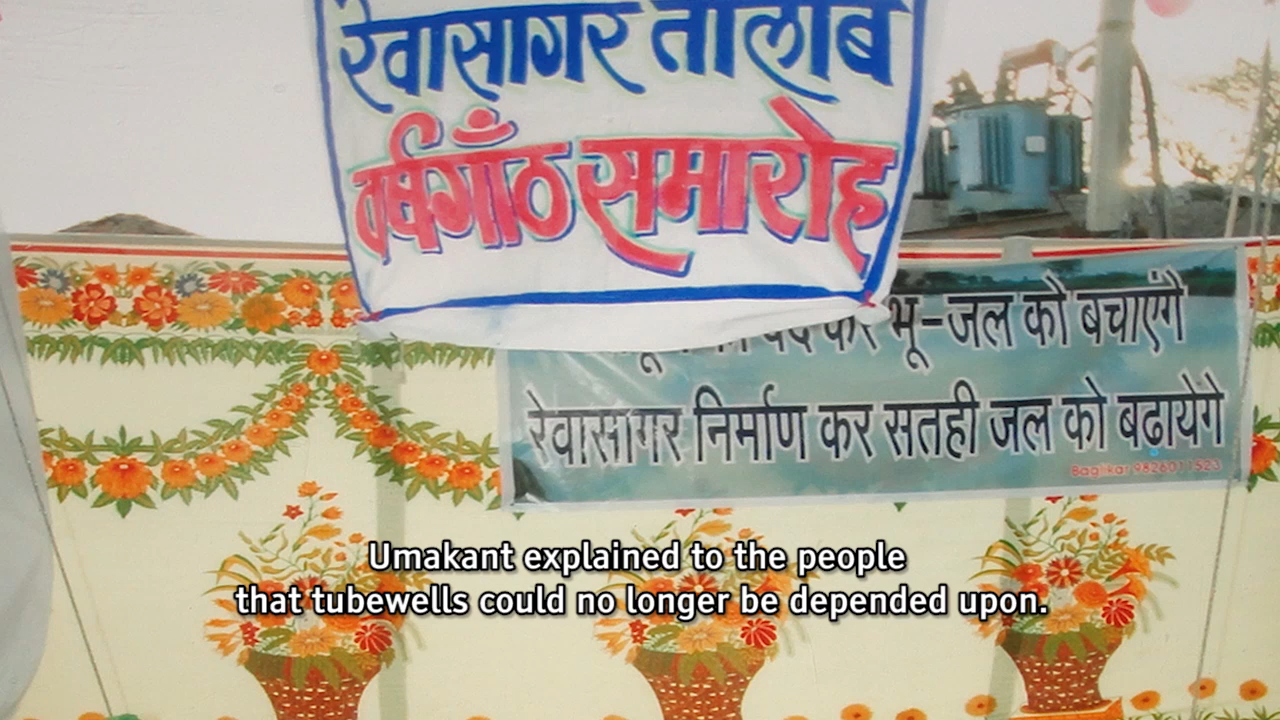 रेवासागर तालाब
वर्षगाँठ समारोह
कर भू-जल को बचाएंगे
रेवासागर निर्माण कर सतही जल को बढायेगे
Baglikar 9826011523
Umakant explained to the people
that tubewells could no longer be depended upon.